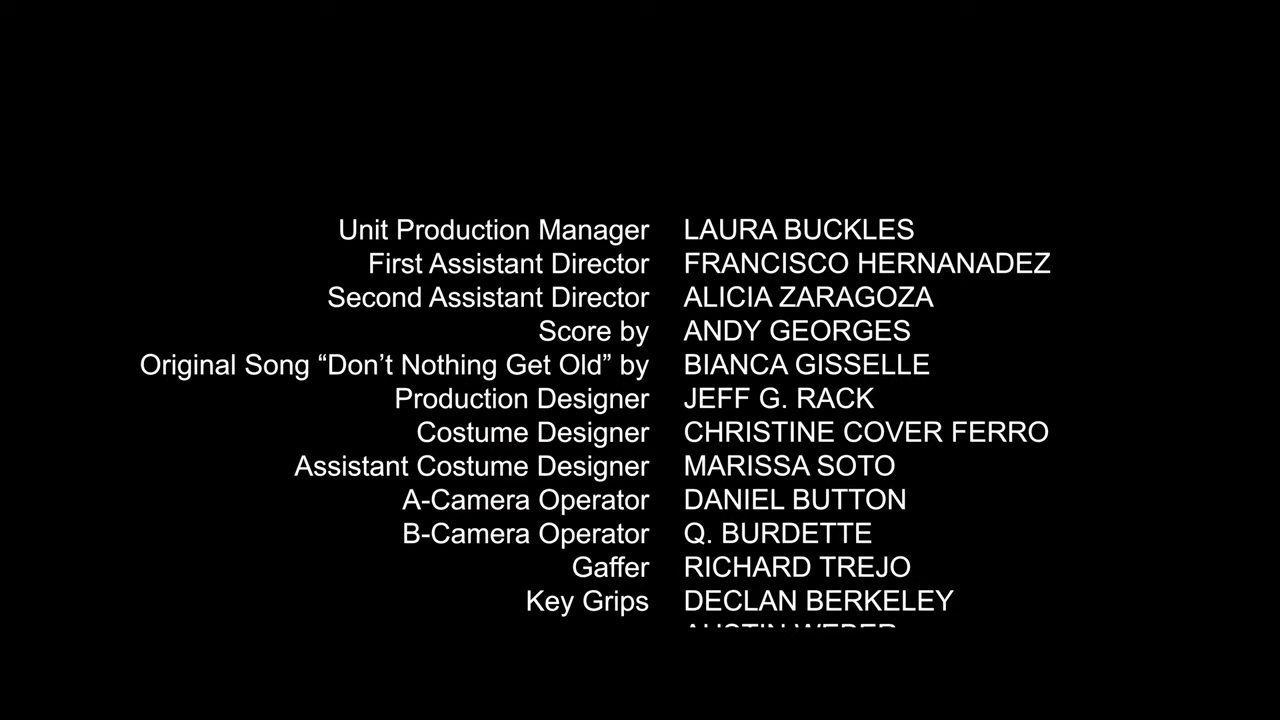 Unit Production Manager LAURA BUCKLES
First Assistant Director FRANCISCO HERNANADEZ
Second Assistant Director ALICIA ZARAGOZA
Score by ANDY GEORGES
Original Song “Don’t Nothing Get Old” by BIANCA GISSELLE
Production Designer JEFF G. RACK
Costume Designer CHRISTINE COVER FERRO
Assistant Costume Designer MARISSA SOTO
A-Camera Operator DANIEL BUTTON
B-Camera Operator Q. BURDETTE
Gaffer RICHARD TREJO
Key Grips DECLAN BERKELEY